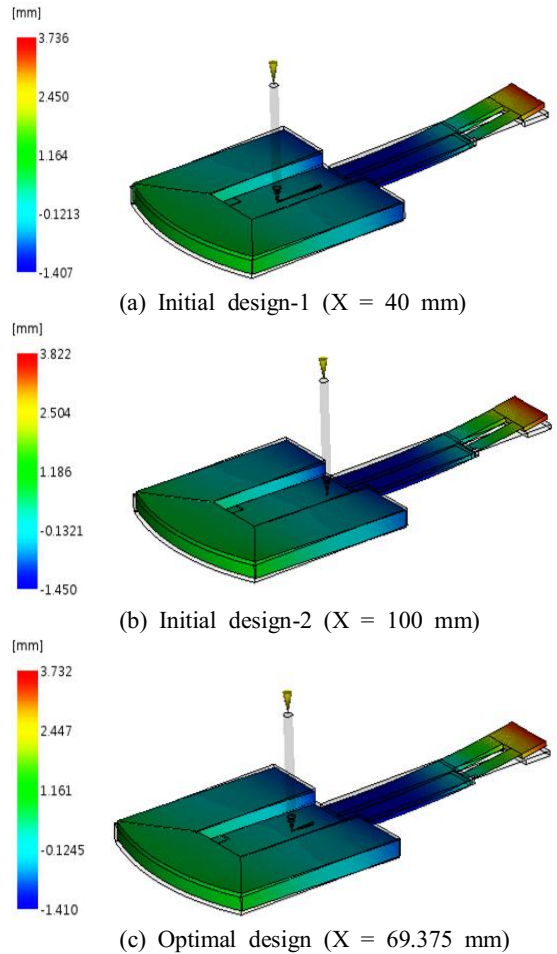 [mm]
3.736
2.450
1.164
-0.1213
-1.407
(a) Initial design-1 (X = 40 mm)
[mm]
3.822
2.504
1.186
-0.1321
-1.450
(b) Initial design-2 (X = 100 mm)
[mm]
3.732
2.447
1.161
-0.1245
-1.410
(c) Optimal design (X = 69.375 mm)